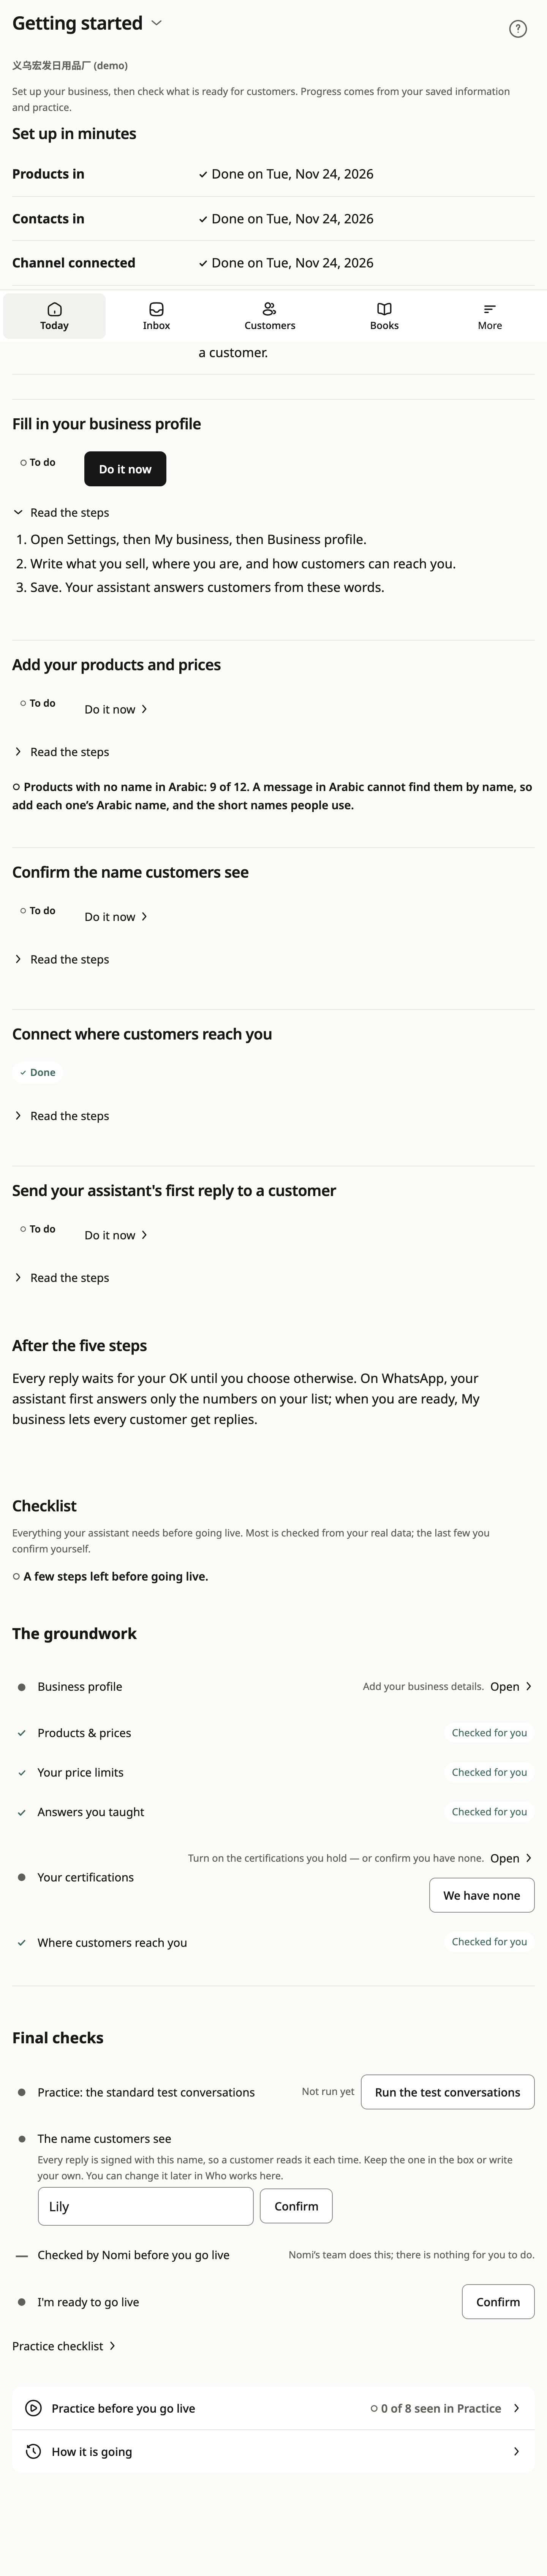 Getting started
义乌宏发日用品厂 (demo)
Set up your business, then check what is ready for customers. Progress comes from your saved information
and practice.
Set up in minutes
Products in
✓ Done on Tue, Nov 24, 2026
Contacts in
✓ Done on Tue, Nov 24, 2026
Channel connected
✓ Done on Tue, Nov 24, 2026
Today
Inbox
Customers
Books
More
a customer.
Fill in your business profile
To do
Do it now
Read the steps
1. Open Settings, then My business, then Business profile.
2. Write what you sell, where you are, and how customers can reach you.
3. Save. Your assistant answers customers from these words.
Add your products and prices
To do
Do it now
Read the steps
Products with no name in Arabic: 9 of 12. A message in Arabic cannot find them by name, so
add each one’s Arabic name, and the short names people use.
Confirm the name customers see
To do
Do it now
Read the steps
Connect where customers reach you
✓ Done
Read the steps
Send your assistant's first reply to a customer
To do
Do it now
Read the steps
After the five steps
Every reply waits for your OK until you choose otherwise. On WhatsApp, your
assistant first answers only the numbers on your list; when you are ready, My
business lets every customer get replies.
Checklist
Everything your assistant needs before going live. Most is checked from your real data; the last few you
confirm yourself.
A few steps left before going live.
The groundwork
Business profile
Add your business details. Open
Products & prices
Checked for you
Your price limits
Checked for you
Answers you taught
Checked for you
Your certifications
Turn on the certifications you hold — or confirm you have none. Open
We have none
Where customers reach you
Checked for you
Final checks
Practice: the standard test conversations
Not run yet
Run the test conversations
The name customers see
Every reply is signed with this name, so a customer reads it each time. Keep the one in the box or write
your own. You can change it later in Who works here.
Lily
Confirm
Checked by Nomi before you go live
Nomi’s team does this; there is nothing for you to do.
I'm ready to go live
Confirm
Practice checklist
Practice before you go live
0 of 8 seen in Practice
How it is going